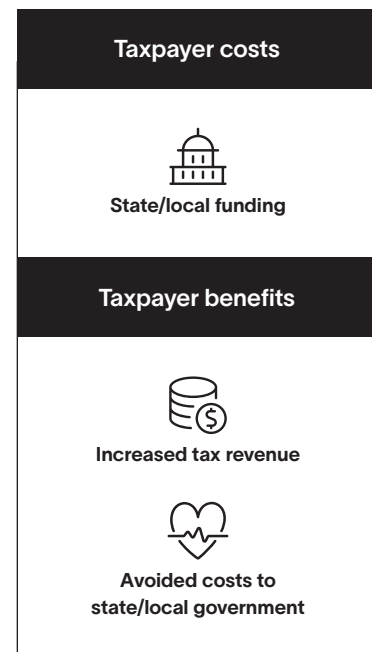 Taxpayer costs
State/local funding
Taxpayer benefits
$
Increased tax revenue
Avoided costs to
state/local government